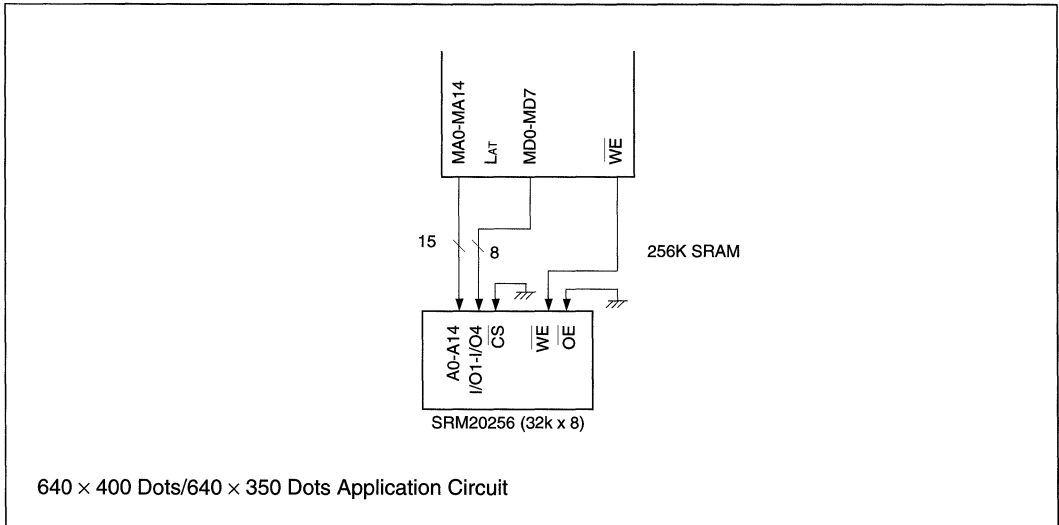 MA0-MA14
LAT
MD0-MD7
WE
15
8
256K SRAM
A0-A14
I/O1-I/O4
CS
WE
OE
SRM20256 (32k x 8)
640 × 400 Dots/640 × 350 Dots Application Circuit